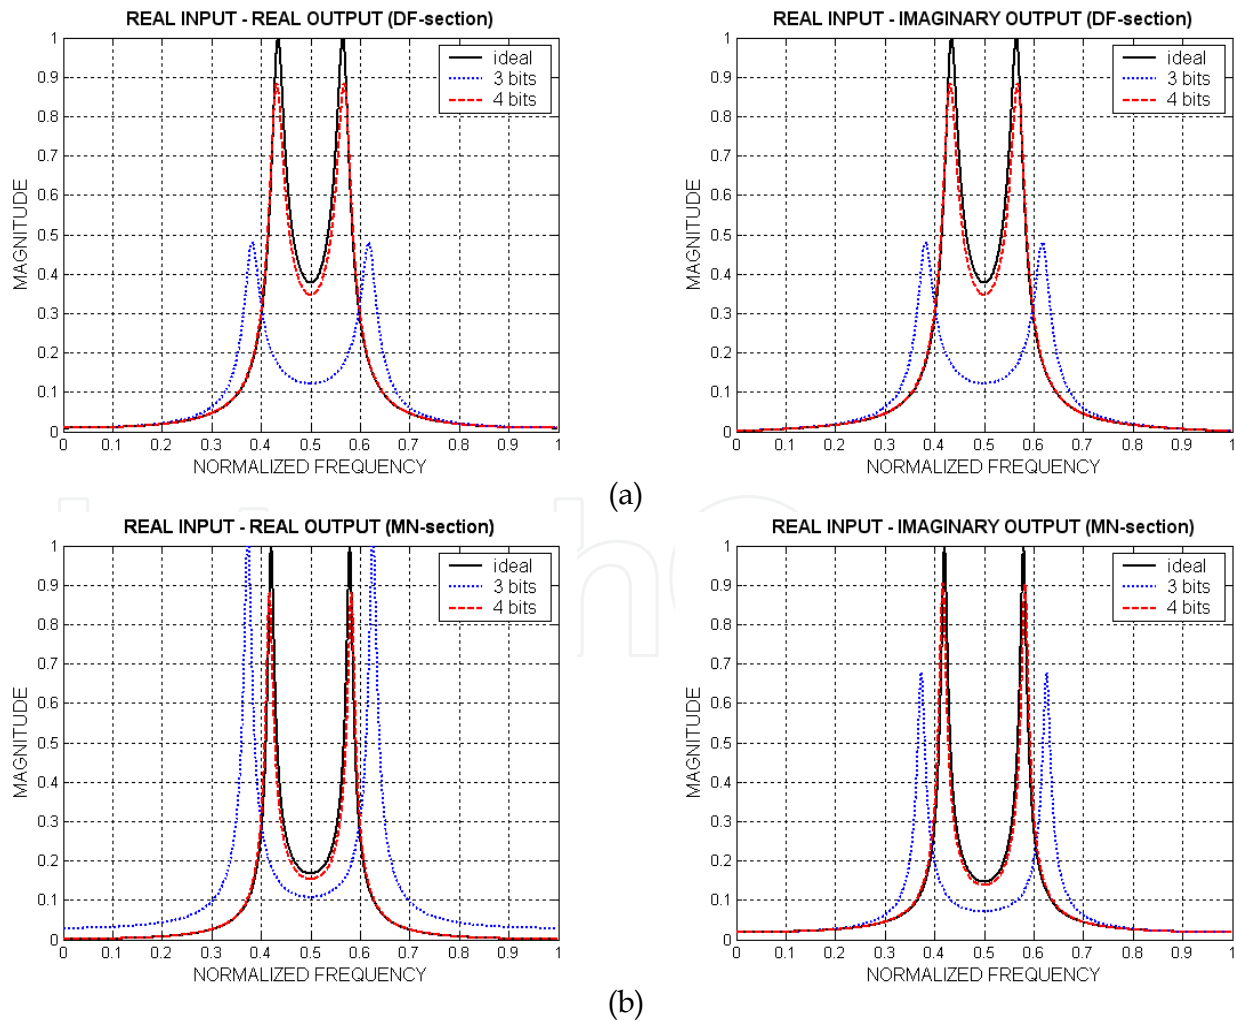 REAL INPUT - REAL OUTPUT (DF-section)
MAGNITUDE
1
0.9
0.8
0.7
0.6
0.5
0.4
0.3
0.2
0.1
0
ideal
3 bits
4 bits
0 0.1 0.2 0.3 0.4 0.5 0.6 0.7 0.8 0.9 1
NORMALIZED FREQUENCY
REAL INPUT - IMAGINARY OUTPUT (DF-section)
MAGNITUDE
1
0.9
0.8
0.7
0.6
0.5
0.4
0.3
0.2
0.1
0
ideal
3 bits
4 bits
0 0.1 0.2 0.3 0.4 0.5 0.6 0.7 0.8 0.9 1
NORMALIZED FREQUENCY
(a)
REAL INPUT - REAL OUTPUT (MN-section)
MAGNITUDE
1
0.9
0.8
0.7
0.6
0.5
0.4
0.3
0.2
0.1
0
ideal
3 bits
4 bits
0 0.1 0.2 0.3 0.4 0.5 0.6 0.7 0.8 0.9 1
NORMALIZED FREQUENCY
REAL INPUT - IMAGINARY OUTPUT (MN-section)
MAGNITUDE
1
0.9
0.8
0.7
0.6
0.5
0.4
0.3
0.2
0.1
0
ideal
3 bits
4 bits
0 0.1 0.2 0.3 0.4 0.5 0.6 0.7 0.8 0.9 1
NORMALIZED FREQUENCY
(b)